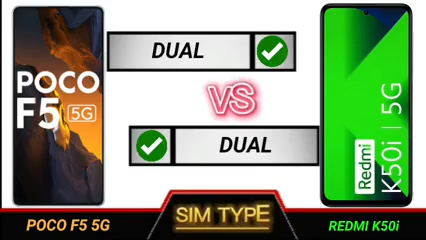 POCO
F5 5G
DUAL
VS
DUAL
Redmi
K50i | 5G
SIM TYPE
POCO F5 5G
REDMI K50i